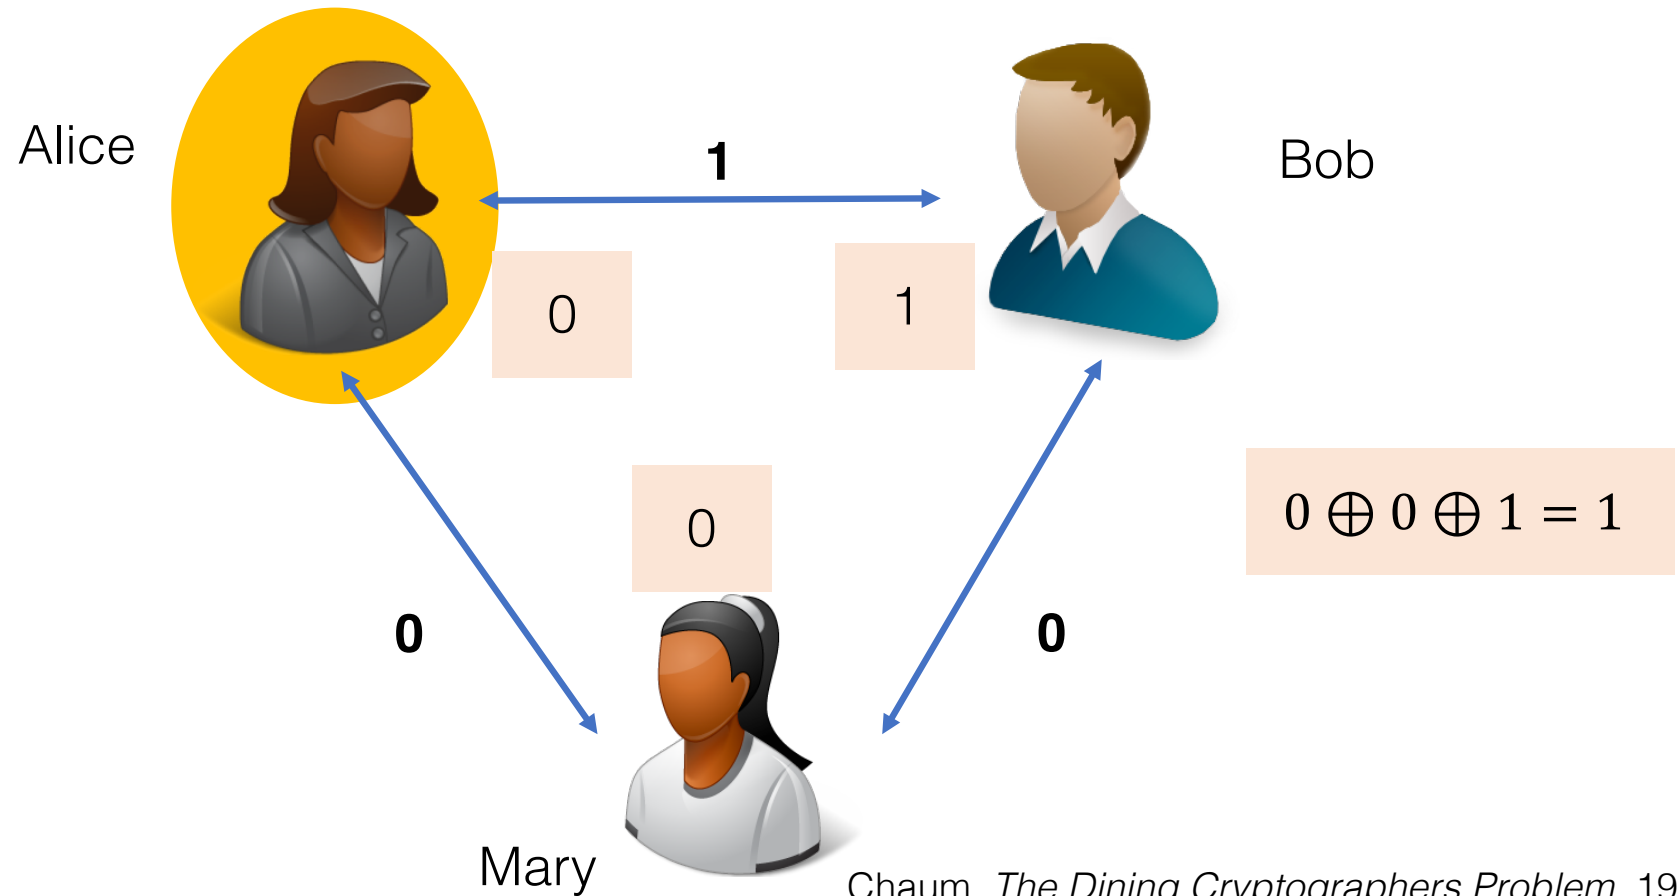 Alice
1
Bob
0
1
0
0 ⊕ 0 ⊕ 1 = 1
0
0
Mary
Chaum, The Dining Cryptographers Problem, 19